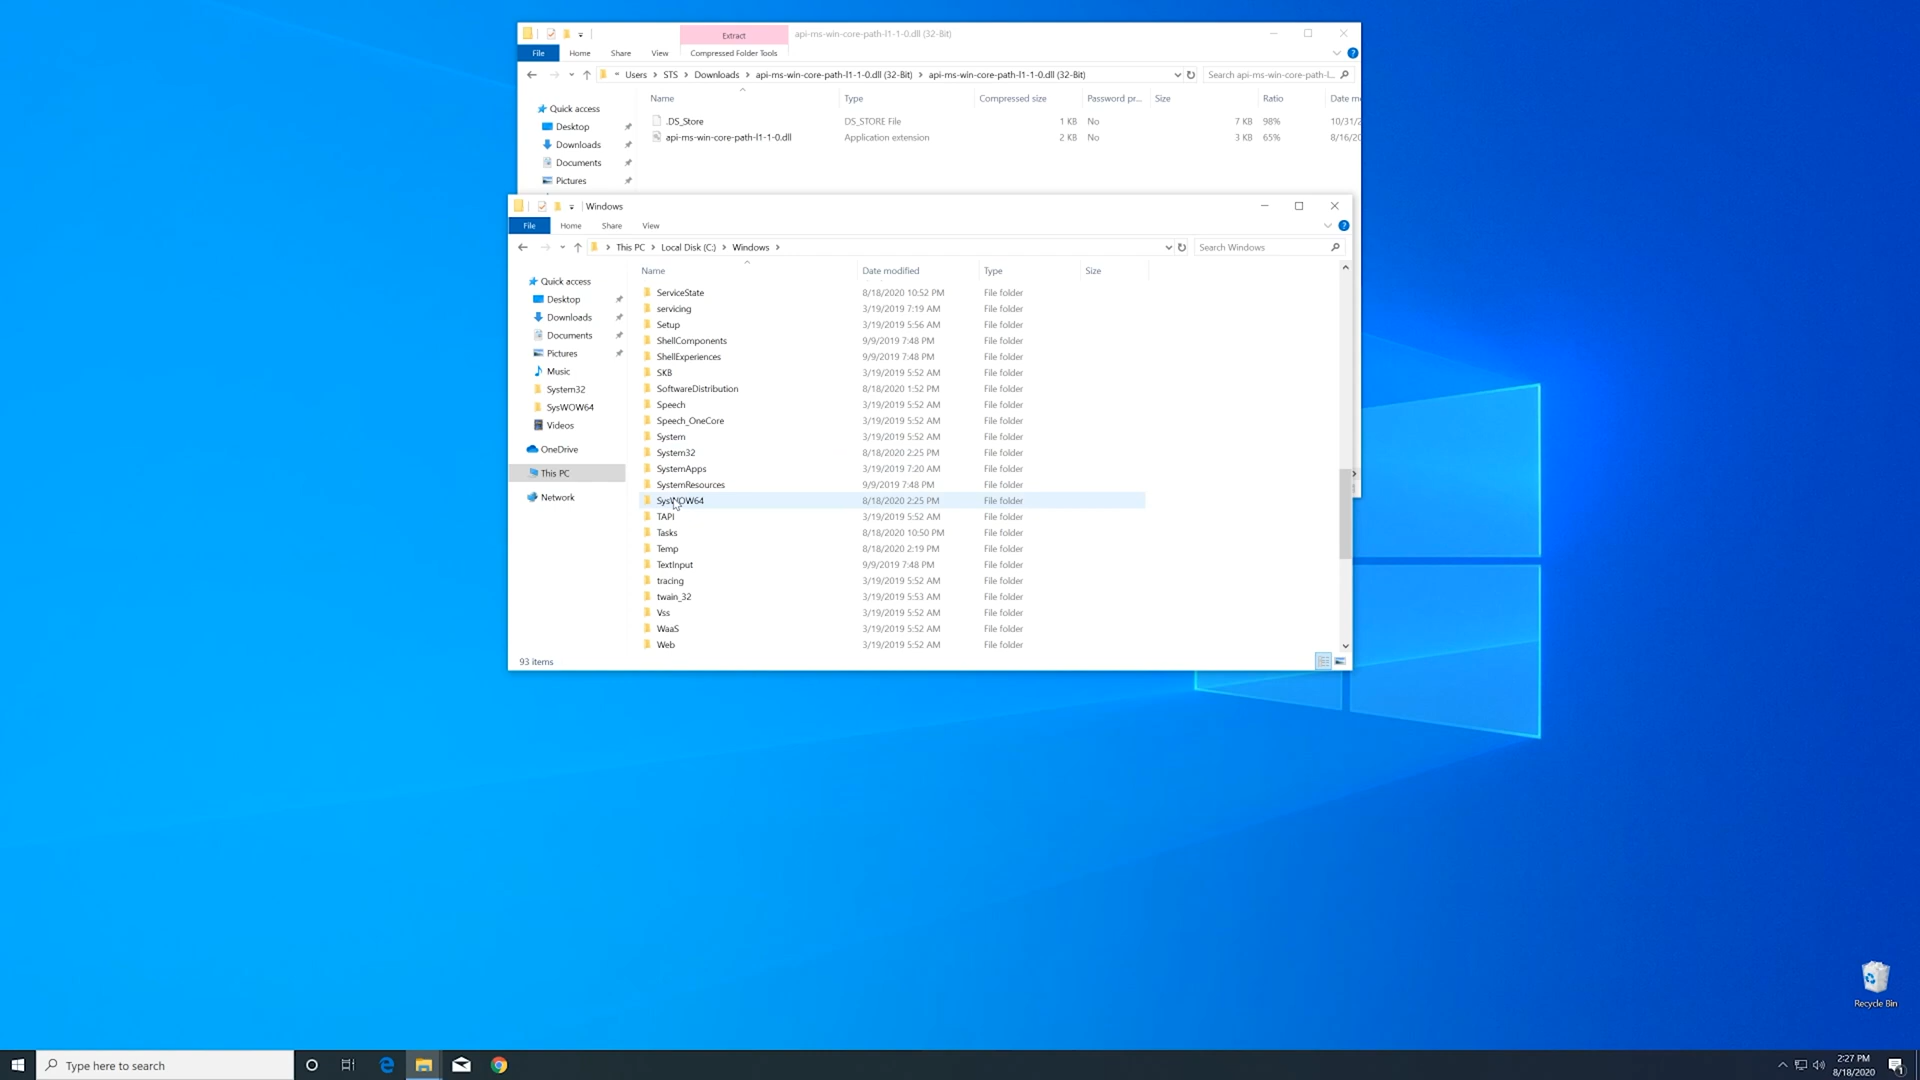 Extract
api-ms-win-core-path-l1-1-0.dll (32-Bit)
File Home Share View Compressed Folder Tools
« Users > STS > Downloads > api-ms-win-core-path-l1-1-0.dll (32-Bit) > api-ms-win-core-path-l1-1-0.dll (32-Bit)
Search api-ms-win-core-path-l...
Name Type Compressed size Password pr... Size Ratio Date m
Quick access
Desktop
Downloads
Documents
Pictures
.DS_Store DS_STORE File 1 KB No 7 KB 98% 10/31/2
api-ms-win-core-path-l1-1-0.dll Application extension 2 KB No 3 KB 65% 8/16/20
Windows
File Home Share View
> This PC > Local Disk (C:) > Windows >
Search Windows
Name Date modified Type Size
Quick access
Desktop
Downloads
Documents
Pictures
Music
System32
SysWOW64
Videos
OneDrive
This PC
Network
ServiceState 8/18/2020 10:52 PM File folder
servicing 3/19/2019 7:19 AM File folder
Setup 3/19/2019 5:56 AM File folder
ShellComponents 9/9/2019 7:48 PM File folder
ShellExperiences 9/9/2019 7:48 PM File folder
SKB 3/19/2019 5:52 AM File folder
SoftwareDistribution 8/18/2020 1:52 PM File folder
Speech 3/19/2019 5:52 AM File folder
Speech_OneCore 3/19/2019 5:52 AM File folder
System 3/19/2019 5:52 AM File folder
System32 8/18/2020 2:25 PM File folder
SystemApps 3/19/2019 7:20 AM File folder
SystemResources 9/9/2019 7:48 PM File folder
SysWOW64 8/18/2020 2:25 PM File folder
TAPI 3/19/2019 5:52 AM File folder
Tasks 8/18/2020 10:50 PM File folder
Temp 8/18/2020 2:19 PM File folder
TextInput 9/9/2019 7:48 PM File folder
tracing 3/19/2019 5:52 AM File folder
twain_32 3/19/2019 5:53 AM File folder
Vss 3/19/2019 5:52 AM File folder
WaaS 3/19/2019 5:52 AM File folder
Web 3/19/2019 5:52 AM File folder
93 items
Recycle Bin
Type here to search
2:27 PM
8/18/2020
1